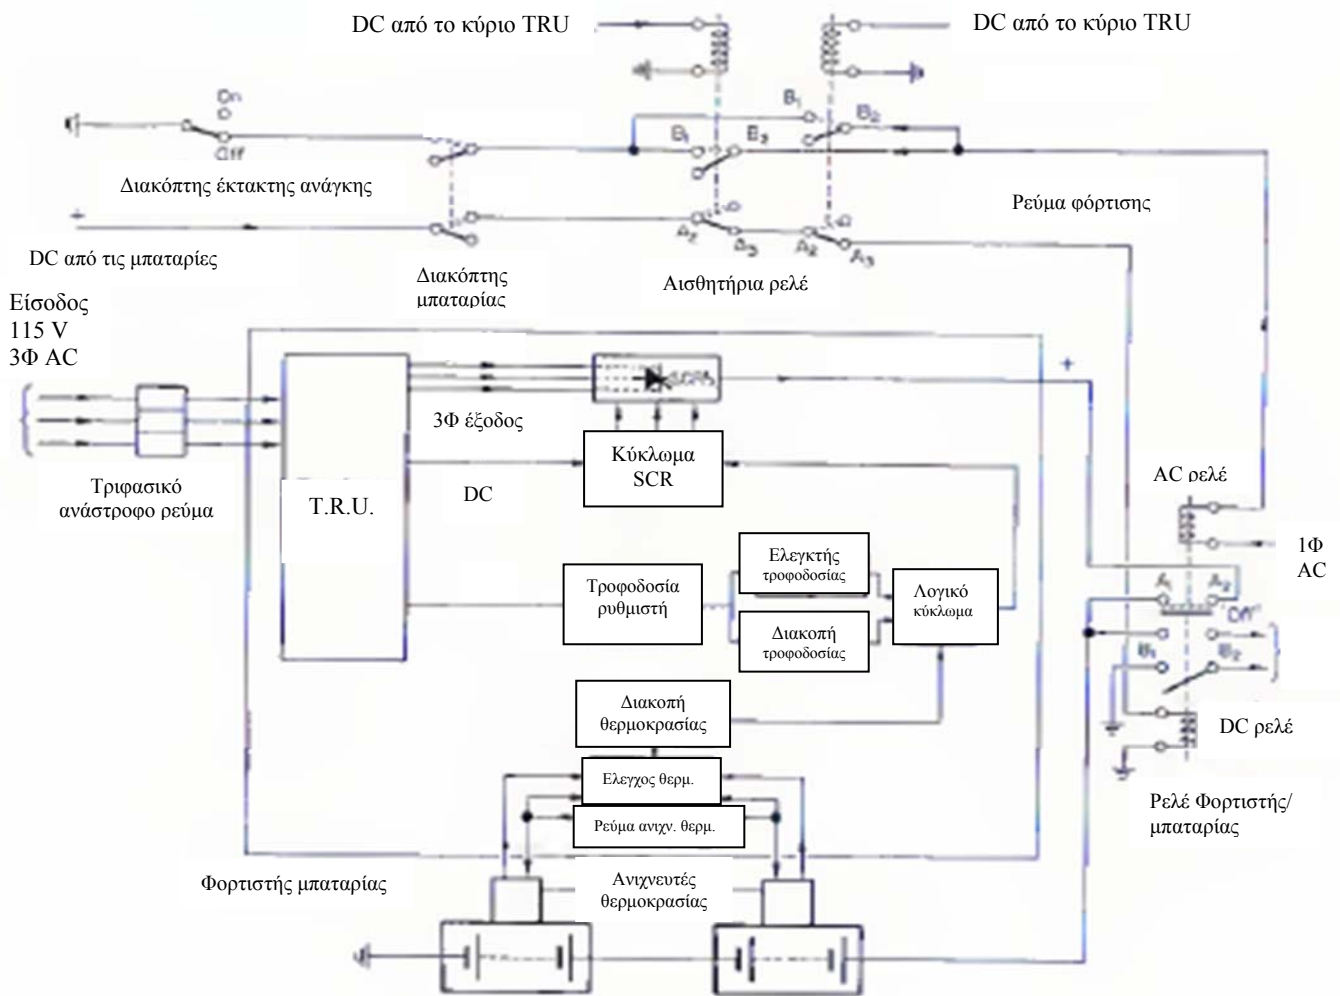 DC από το κύριο TRU
DC από το κύριο TRU
On
Off
B₁
B₂
B₁
B₂
Διακόπτης έκτακτης ανάγκης
Ρεύμα φόρτισης
+
A₂
A₃
A₂
A₃
DC από τις μπαταρίες
Διακόπτης
μπαταρίας
Αισθητήρια ρελέ
Είσοδος
115 V
3Φ AC
+
3Φ έξοδος
Κύκλωμα
SCR
Τριφασικό
ανάστροφο ρεύμα
T.R.U.
DC
AC ρελέ
1Φ
AC
Ελεγκτής
τροφοδοσίας
Τροφοδοσία
ρυθμιστή
Λογικό
κύκλωμα
Διακοπή
τροφοδοσίας
A₁
A₂
"Off"
B₁
B₂
Διακοπή
θερμοκρασίας
DC ρελέ
Ελεγχος θερμ.
Ρεύμα ανιχν. θερμ.
Ρελέ Φορτιστής/
μπαταρίας
Φορτιστής μπαταρίας
Ανιχνευτές
θερμοκρασίας